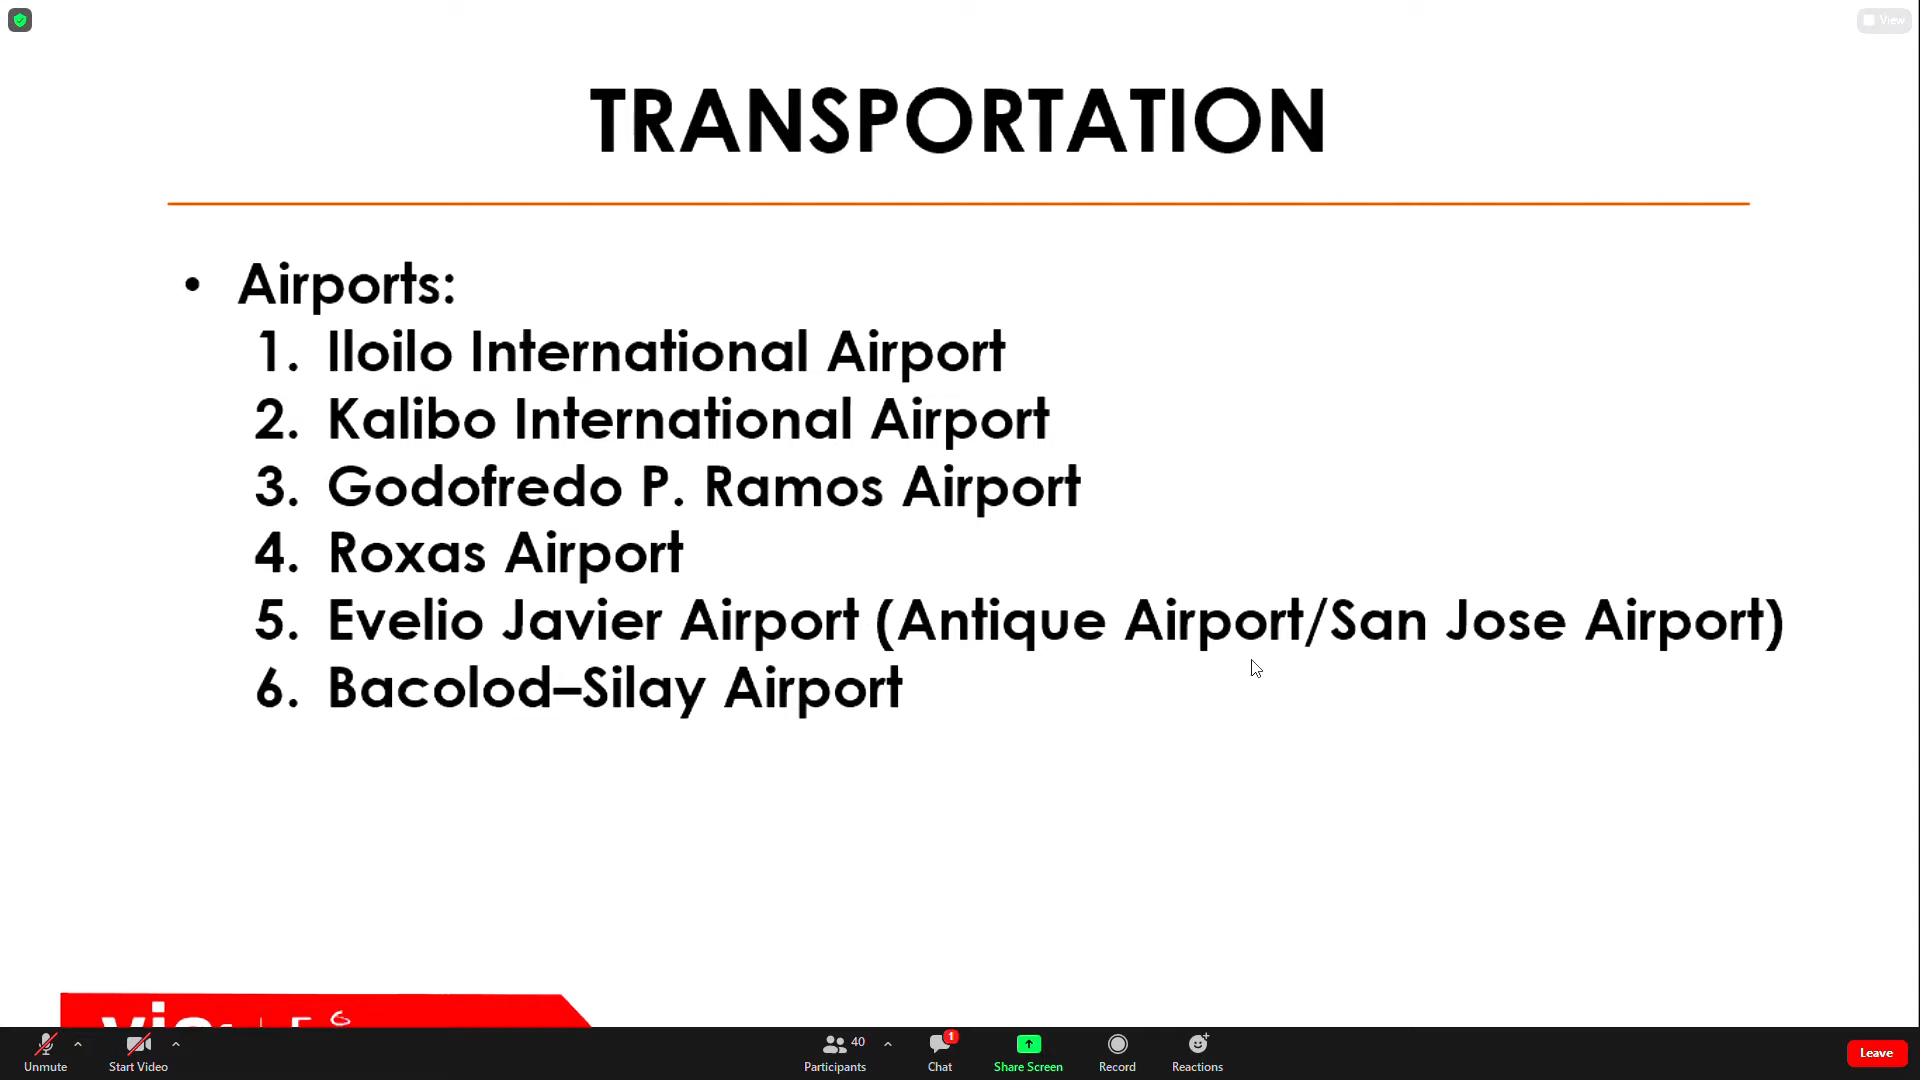 View
TRANSPORTATION
• Airports:
1. Iloilo International Airport
2. Kalibo International Airport
3. Godofredo P. Ramos Airport
4. Roxas Airport
5. Evelio Javier Airport (Antique Airport/San Jose Airport)
6. Bacolod–Silay Airport
40
1
Unmute
Start Video
Participants
Chat
Share Screen
Record
Reactions
Leave